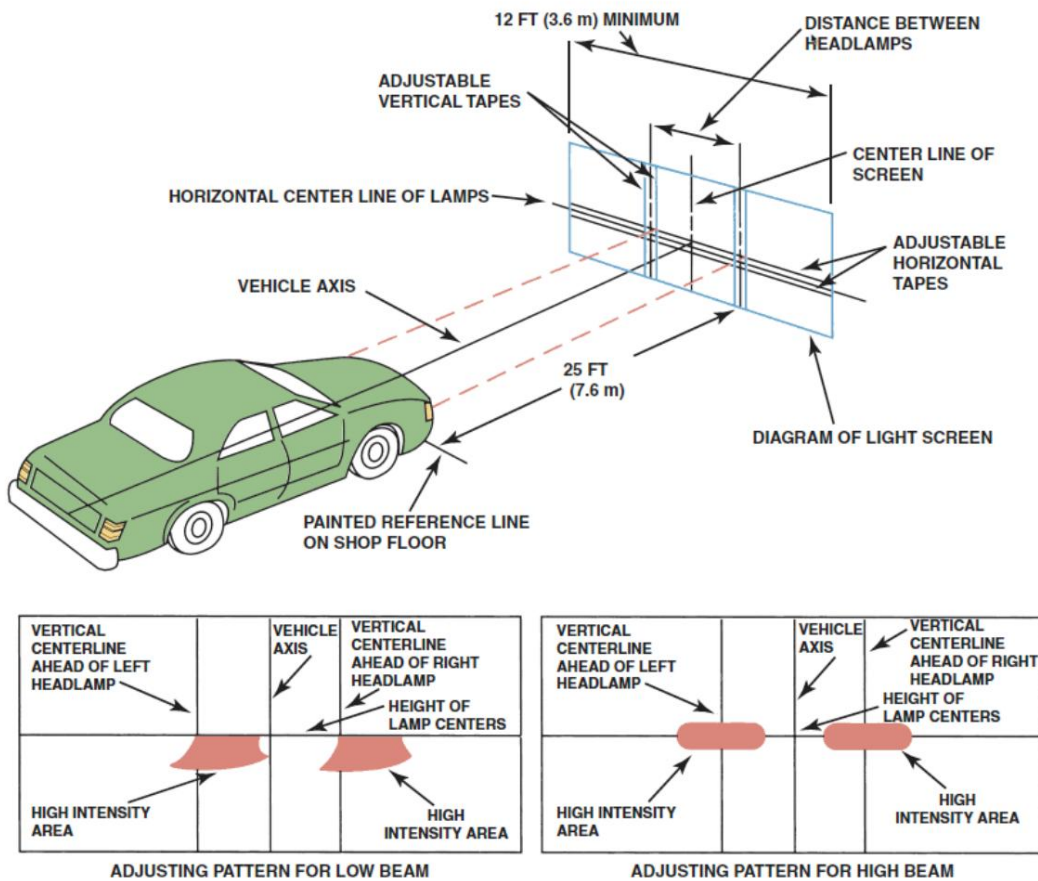 12 FT (3.6 m) MINIMUM
DISTANCE BETWEEN
HEADLAMPS
ADJUSTABLE
VERTICAL TAPES
CENTER LINE OF
SCREEN
HORIZONTAL CENTER LINE OF LAMPS
ADJUSTABLE
HORIZONTAL
TAPES
VEHICLE AXIS
25 FT
(7.6 m)
DIAGRAM OF LIGHT SCREEN
PAINTED REFERENCE LINE
ON SHOP FLOOR
VERTICAL
CENTERLINE
AHEAD OF LEFT
HEADLAMP
VEHICLE
AXIS
VERTICAL
CENTERLINE
AHEAD OF RIGHT
HEADLAMP
HEIGHT OF
LAMP CENTERS
HIGH INTENSITY
AREA
HIGH
INTENSITY AREA
ADJUSTING PATTERN FOR LOW BEAM
VERTICAL
CENTERLINE
AHEAD OF LEFT
HEADLAMP
VEHICLE
AXIS
VERTICAL
CENTERLINE
AHEAD OF RIGHT
HEADLAMP
HEIGHT OF
LAMP CENTERS
HIGH INTENSITY
AREA
HIGH
INTENSITY AREA
ADJUSTING PATTERN FOR HIGH BEAM